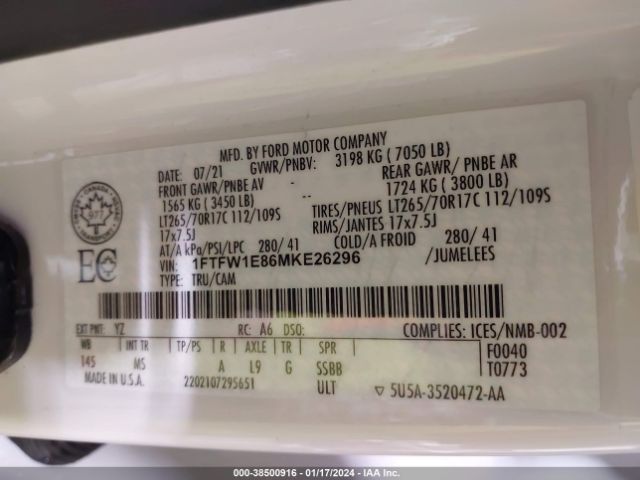 MFD. BY FORD MOTOR COMPANY
DATE: 07/21 GVWR/PNBV: 3198 KG ( 7050 LB)
FRONT GAWR/PNBE AV - REAR GAWR/ PNBE AR
1565 KG ( 3450 LB) -- 1724 KG ( 3800 LB)
LT265/70R17C 112/109S TIRES/PNEUS LT265/70R17C 112/109S
17x7.5J RIMS/JANTES 17x7.5J
AT/A kPa/PSI/LPC 280/ 41 COLD/A FROID 280/ 41
VIN: 1FTFW1E86MKE26296 /JUMELEES
TYPE: TRU/CAM
CANADA
977
EC
EXT PNT: YZ RC: A6 DSO: COMPLIES: ICES/NMB-002
WB INT TR TP/PS R AXLE TR SPR F0040
145 MS A L9 G SSBB T0773
MADE IN U.S.A. 2202107295651 ULT ▽ 5U5A-3520472-AA
000-38500916 - 01/17/2024 - IAA Inc.